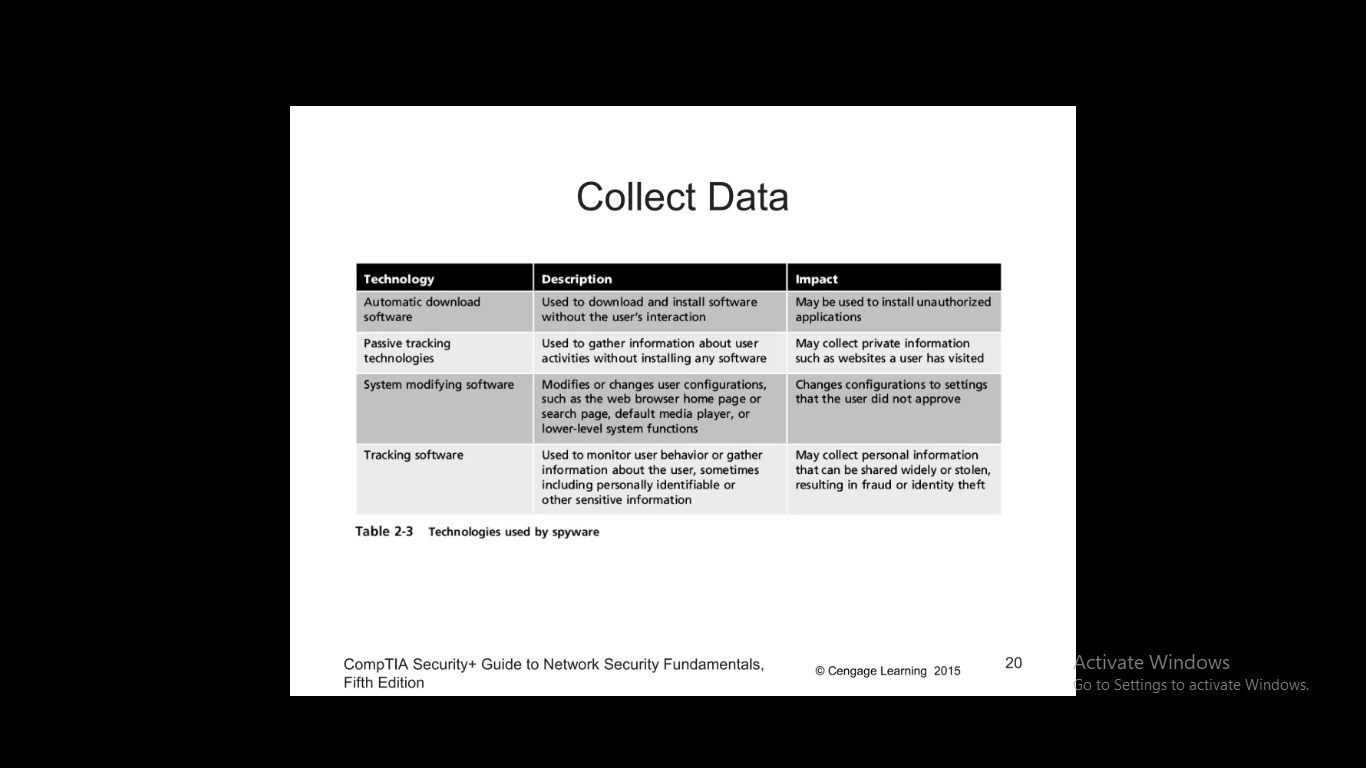 Collect Data
Technology
Description
Impact
Automatic download
software
Used to download and install software
without the user's interaction
May be used to install unauthorized
applications
Passive tracking
technologies
Used to gather information about user
activities without installing any software
May collect private information
such as websites a user has visited
System modifying software
Modifies or changes user configurations,
such as the web browser home page or
search page, default media player, or
lower-level system functions
Changes configurations to settings
that the user did not approve
Tracking software
Used to monitor user behavior or gather
information about the user, sometimes
including personally identifiable or
other sensitive information
May collect personal information
that can be shared widely or stolen,
resulting in fraud or identity theft
Table 2-3 Technologies used by spyware
CompTIA Security+ Guide to Network Security Fundamentals,
Fifth Edition
© Cengage Learning 2015
20
Activate Windows
Go to Settings to activate Windows.